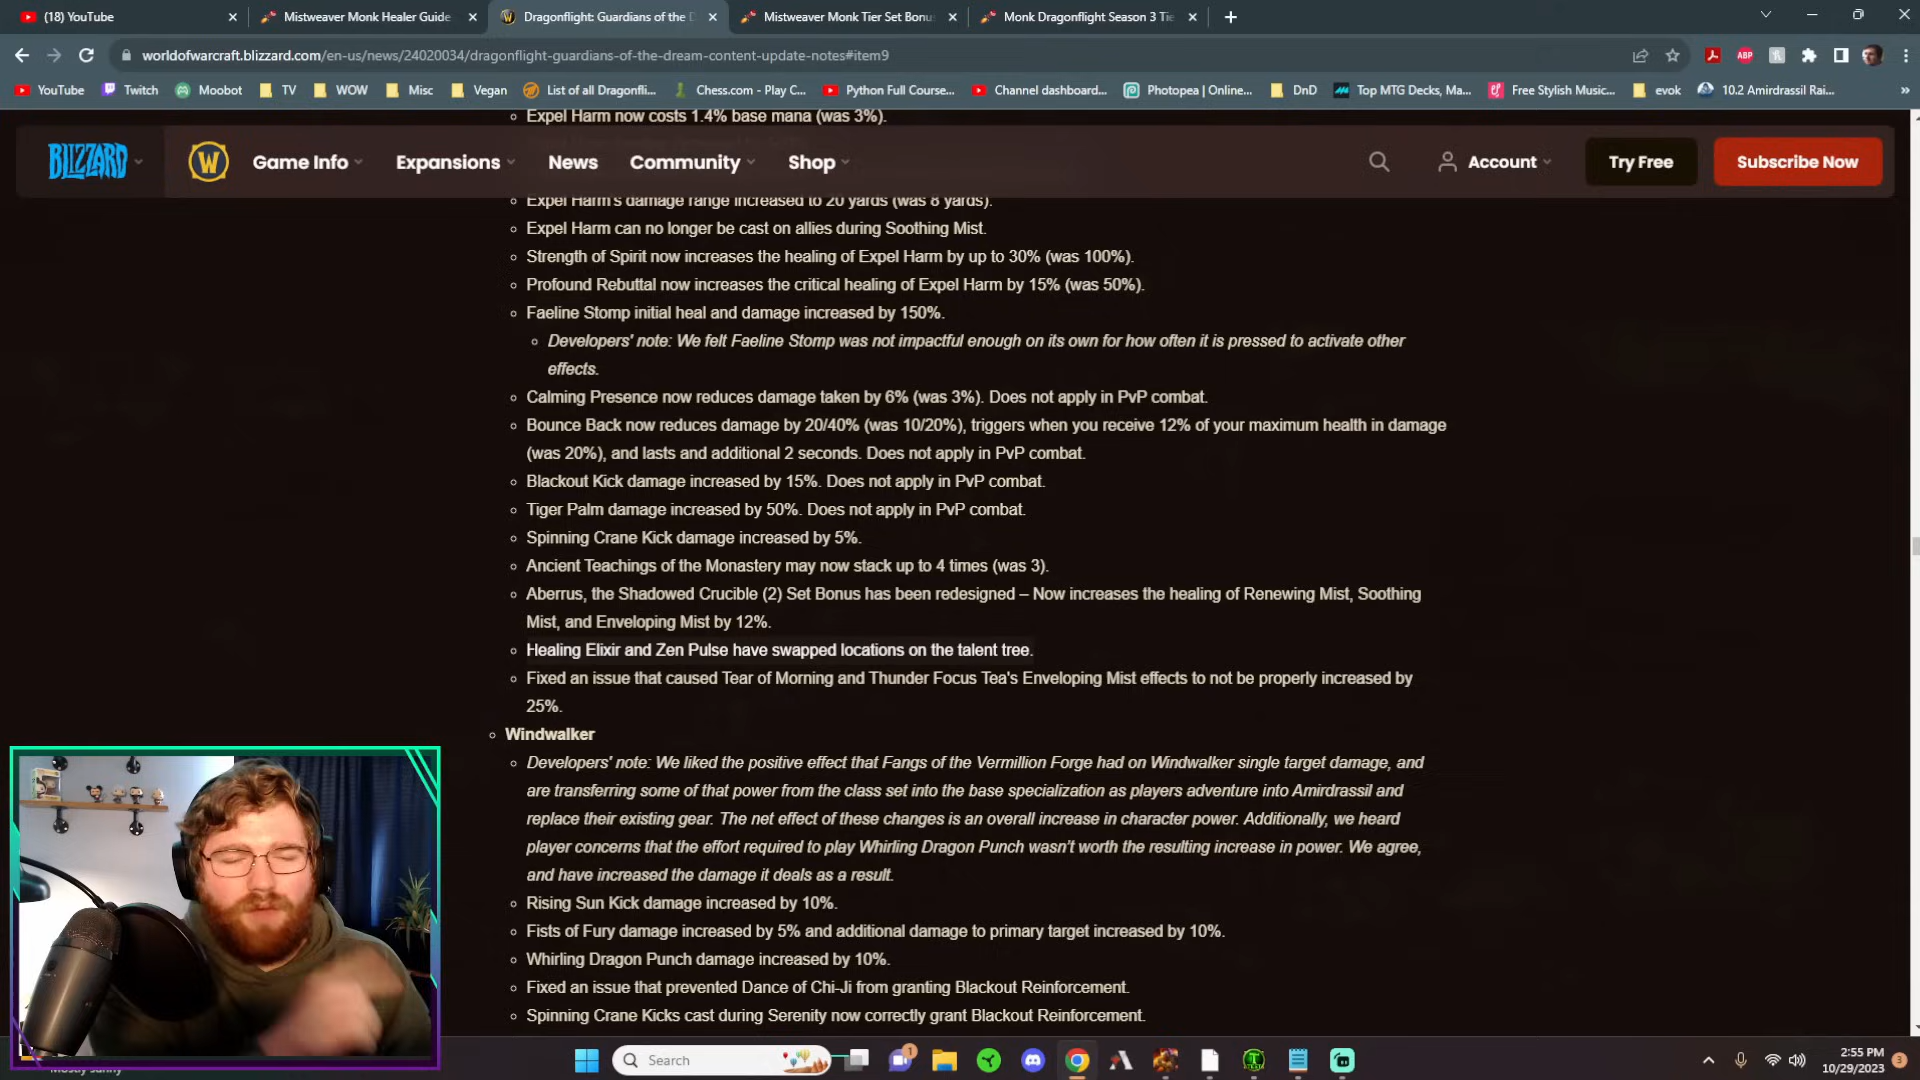 (18) YouTube
Mistweaver Monk Healer Guide
Dragonflight: Guardians of the D
Mistweaver Monk Tier Set Bonu
Monk Dragonflight Season 3 Tie
worldofwarcraft.blizzard.com/en-us/news/24020034/dragonflight-guardians-of-the-dream-content-update-notes#item9
YouTube Twitch Moobot TV WOW Misc Vegan List of all Dragonfli... Chess.com - Play C... Python Full Course... Channel dashboard... Photopea | Online... DnD Top MTG Decks, Ma... Free Stylish Music... evok 10.2 Amirdrassil Rai...
Expel Harm now costs 1.4% base mana (was 3%).
BLIZZARD Game Info Expansions News Community Shop Account Try Free Subscribe Now
Expel Harm's damage range increased to 20 yards (was 8 yards).
Expel Harm can no longer be cast on allies during Soothing Mist.
Strength of Spirit now increases the healing of Expel Harm by up to 30% (was 100%).
Profound Rebuttal now increases the critical healing of Expel Harm by 15% (was 50%).
Faeline Stomp initial heal and damage increased by 150%.
Developers' note: We felt Faeline Stomp was not impactful enough on its own for how often it is pressed to activate other
effects.
Calming Presence now reduces damage taken by 6% (was 3%). Does not apply in PvP combat.
Bounce Back now reduces damage by 20/40% (was 10/20%), triggers when you receive 12% of your maximum health in damage
(was 20%), and lasts and additional 2 seconds. Does not apply in PvP combat.
Blackout Kick damage increased by 15%. Does not apply in PvP combat.
Tiger Palm damage increased by 50%. Does not apply in PvP combat.
Spinning Crane Kick damage increased by 5%.
Ancient Teachings of the Monastery may now stack up to 4 times (was 3).
Aberrus, the Shadowed Crucible (2) Set Bonus has been redesigned – Now increases the healing of Renewing Mist, Soothing
Mist, and Enveloping Mist by 12%.
Healing Elixir and Zen Pulse have swapped locations on the talent tree.
Fixed an issue that caused Tear of Morning and Thunder Focus Tea's Enveloping Mist effects to not be properly increased by
25%.
Windwalker
Developers' note: We liked the positive effect that Fangs of the Vermillion Forge had on Windwalker single target damage, and
are transferring some of that power from the class set into the base specialization as players adventure into Amirdrassil and
replace their existing gear. The net effect of these changes is an overall increase in character power. Additionally, we heard
player concerns that the effort required to play Whirling Dragon Punch wasn't worth the resulting increase in power. We agree,
and have increased the damage it deals as a result.
Rising Sun Kick damage increased by 10%.
Fists of Fury damage increased by 5% and additional damage to primary target increased by 10%.
Whirling Dragon Punch damage increased by 10%.
Fixed an issue that prevented Dance of Chi-Ji from granting Blackout Reinforcement.
Spinning Crane Kicks cast during Serenity now correctly grant Blackout Reinforcement.
Mostly sunny
Search
2:55 PM
10/29/2023